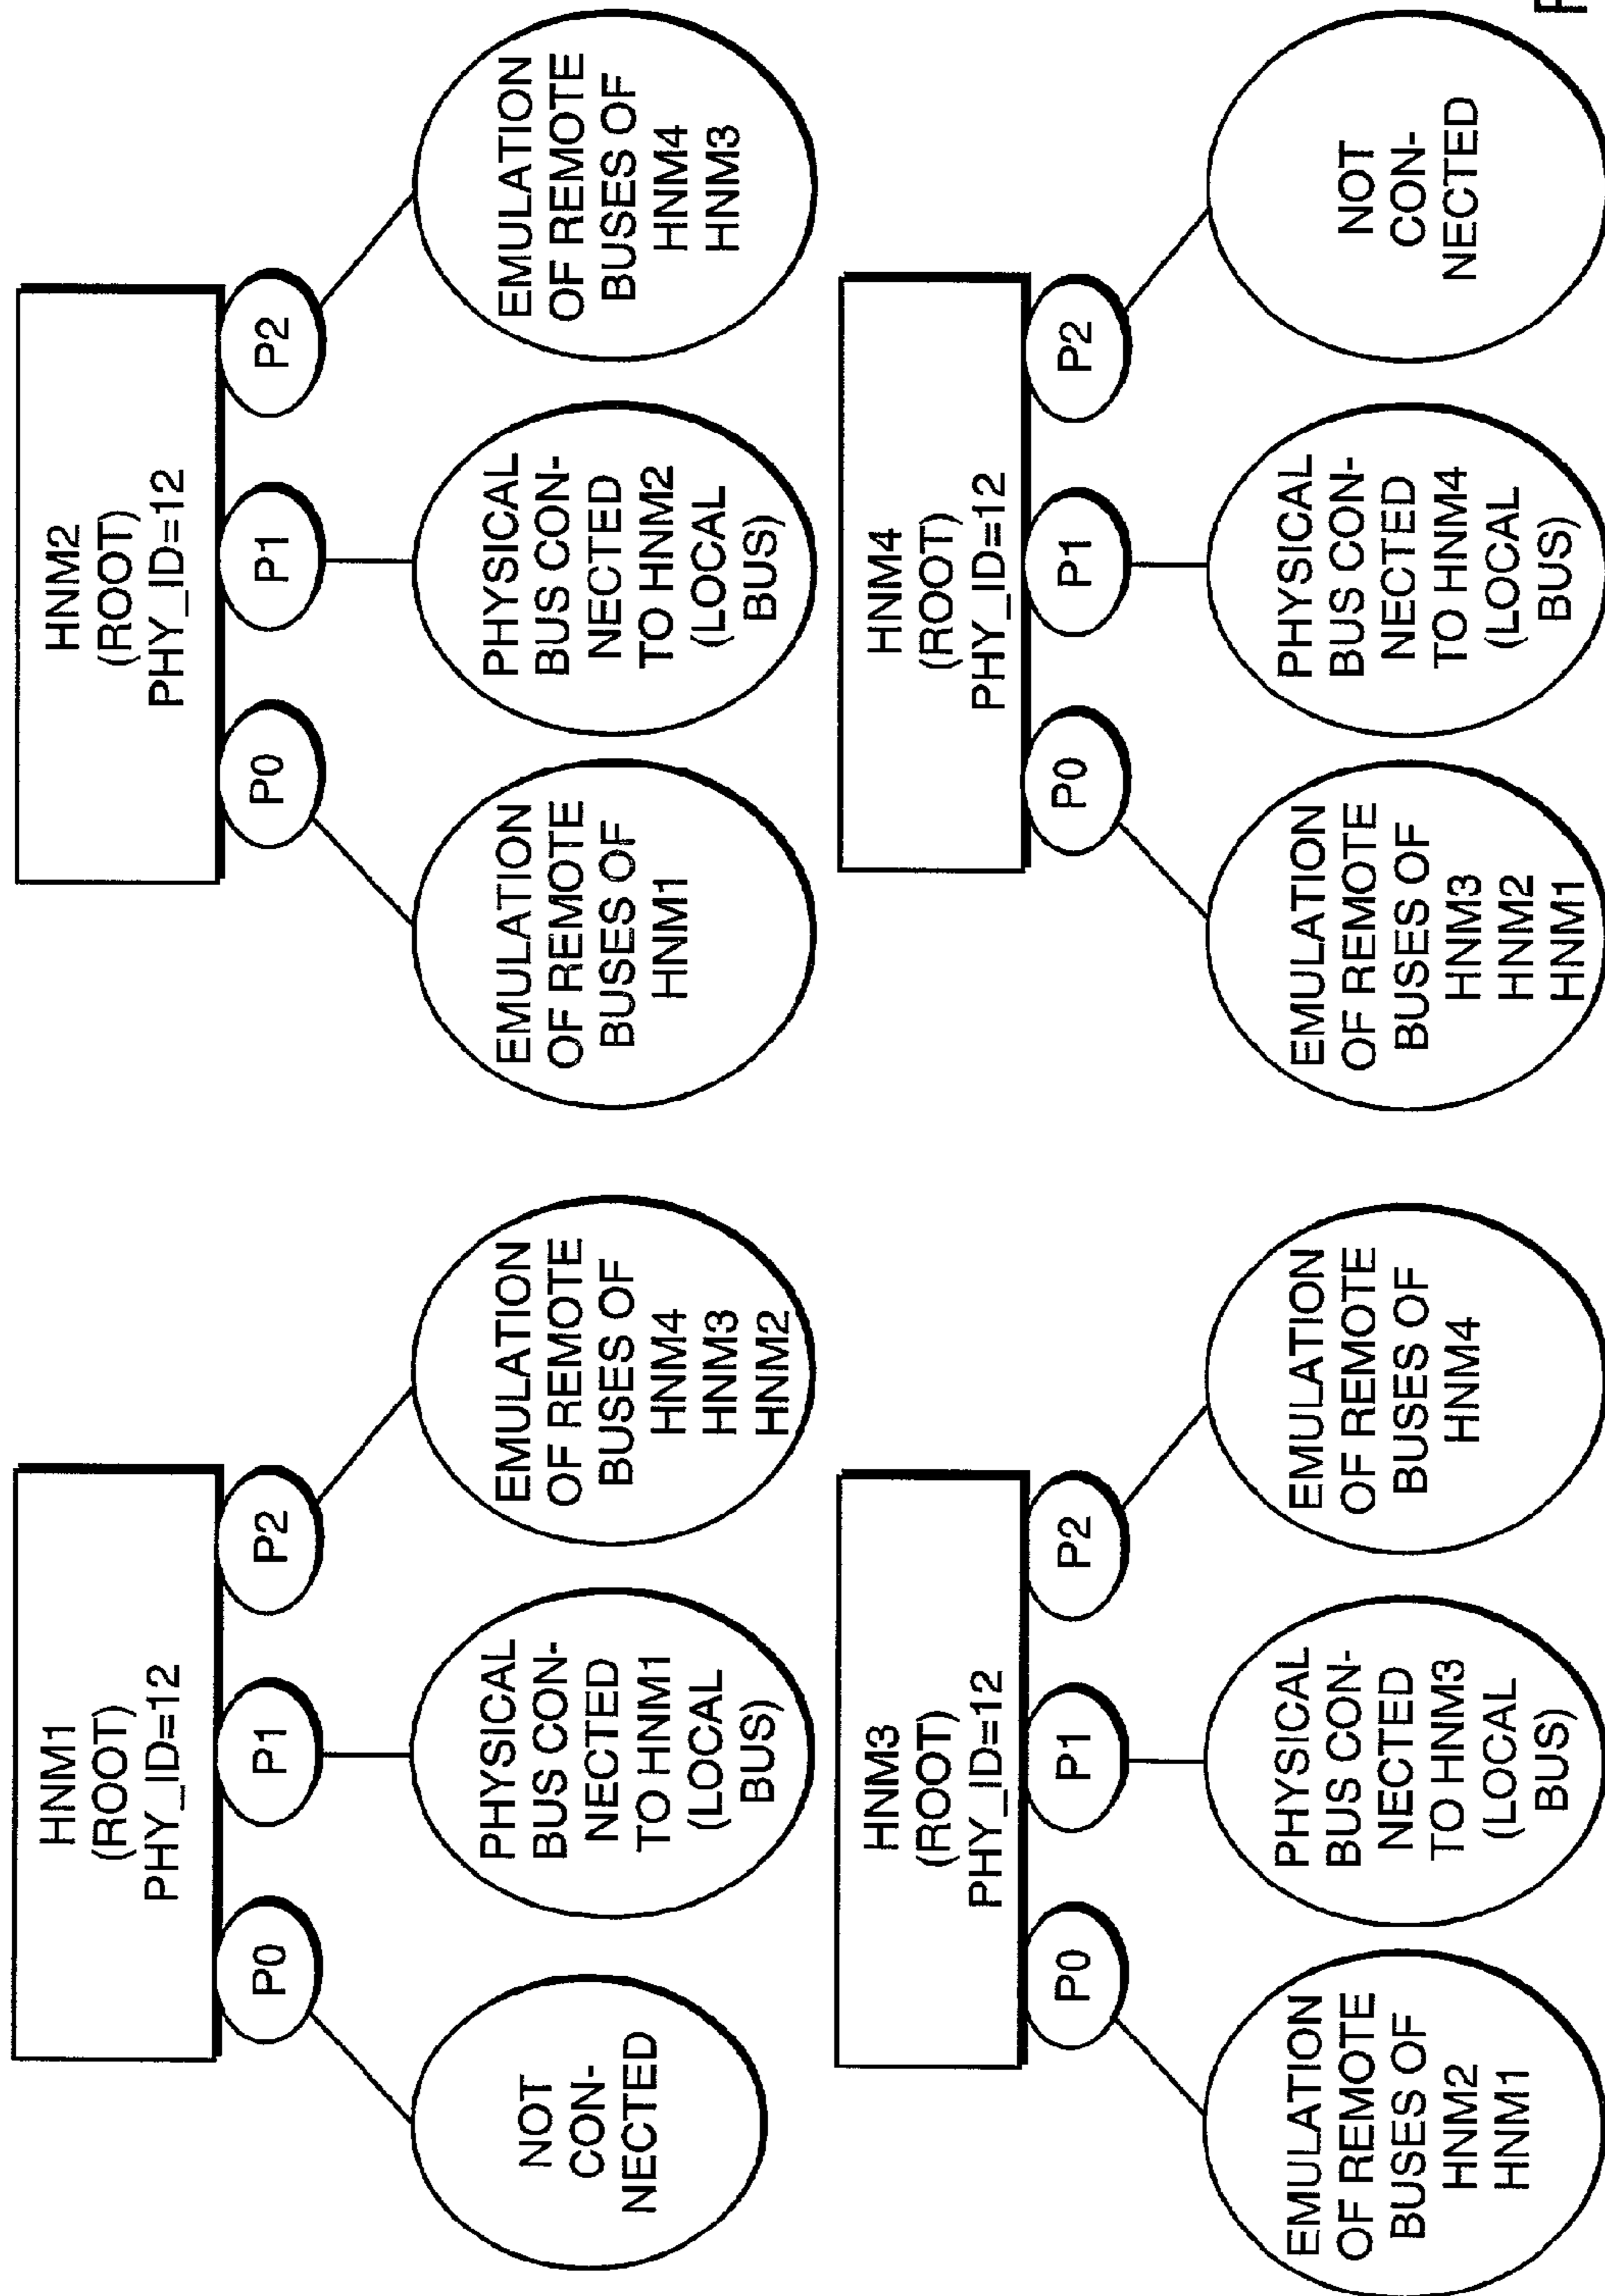 HNM1
(ROOT)
PHY_ID=12
P0
P1
P2
NOT
CON-
NECTED
PHYSICAL
BUS CON-
NECTED
TO HNM1
(LOCAL
BUS)
EMULATION
OF REMOTE
BUSES OF
HNM4
HNM3
HNM2
HNM2
(ROOT)
PHY_ID=12
P0
P1
P2
EMULATION
OF REMOTE
BUSES OF
HNM1
PHYSICAL
BUS CON-
NECTED
TO HNM2
(LOCAL
BUS)
EMULATION
OF REMOTE
BUSES OF
HNM4
HNM3
HNM3
(ROOT)
PHY_ID=12
P0
P1
P2
EMULATION
OF REMOTE
BUSES OF
HNM2
HNM1
PHYSICAL
BUS CON-
NECTED
TO HNM3
(LOCAL
BUS)
EMULATION
OF REMOTE
BUSES OF
HNM4
HNM4
(ROOT)
PHY_ID=12
P0
P1
P2
EMULATION
OF REMOTE
BUSES OF
HNM3
HNM2
HNM1
PHYSICAL
BUS CON-
NECTED
TO HNM4
(LOCAL
BUS)
NOT
CON-
NECTED